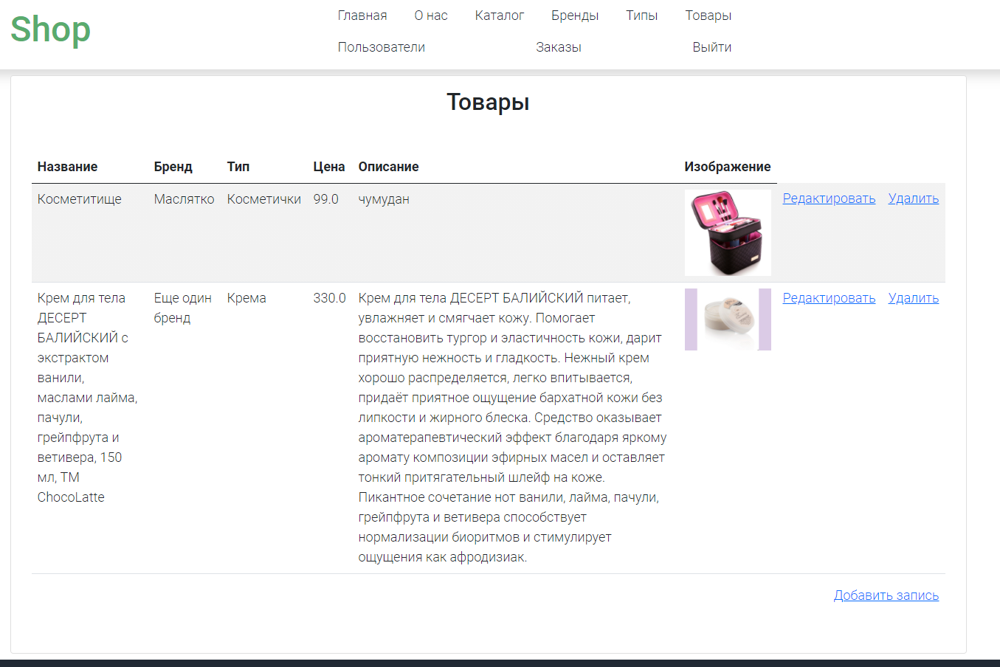 Shop
Главная О нас Каталог Бренды Типы Товары
Пользователи Заказы Выйти
Товары
Название Бренд Тип Цена Описание Изображение
Косметитище Маслятко Косметички 99.0 чумудан Редактировать Удалить
Крем для тела
ДЕСЕРТ
БАЛИЙСКИЙ с
экстрактом
ванили,
маслами лайма,
пачули,
грейпфрута и
ветивера, 150
мл, ТМ
ChocoLatte
Еще один
бренд
Крема
330.0
Крем для тела ДЕСЕРТ БАЛИЙСКИЙ питает,
увлажняет и смягчает кожу. Помогает
восстановить тургор и эластичность кожи, дарит
приятную нежность и гладкость. Нежный крем
хорошо распределяется, легко впитывается,
придаёт приятное ощущение бархатной кожи без
липкости и жирного блеска. Средство оказывает
ароматерапевтический эффект благодаря яркому
аромату композиции эфирных масел и оставляет
тонкий притягательный шлейф на коже.
Пикантное сочетание нот ванили, лайма, пачули,
грейпфрута и ветивера способствует
нормализации биоритмов и стимулирует
ощущения как афродизиак.
Редактировать Удалить
Добавить запись